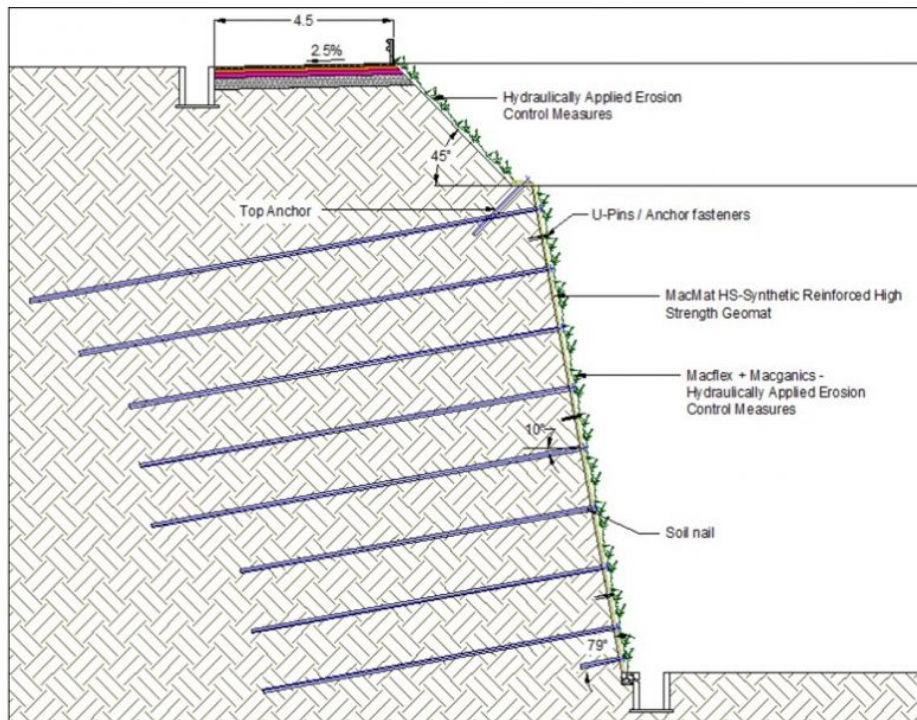 4.5
2.5%
Hydraulically Applied Erosion
Control Measures
45°
Top Anchor
U-Pins / Anchor fasteners
MacMat HS-Synthetic Reinforced High
Strength Geomat
Macflex + Macganics -
Hydraulically Applied Erosion
Control Measures
10°
Soil nail
79°